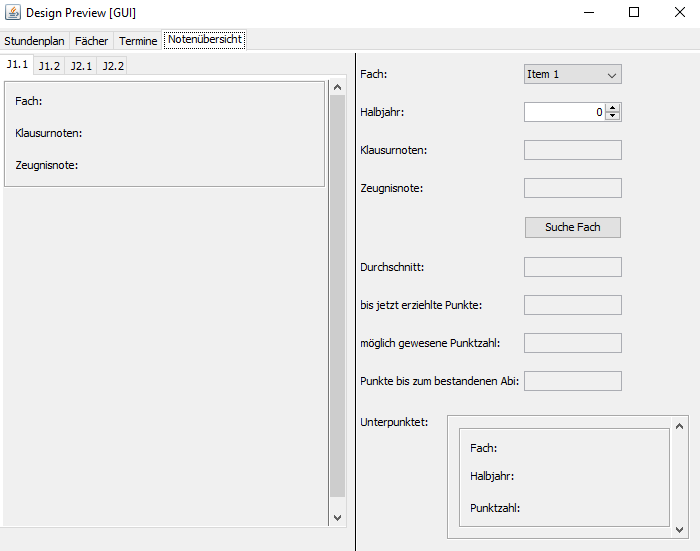 Design Preview [GUI]
Stundenplan Fächer Termine Notenübersicht
J1.1 J1.2 J2.1 J2.2
Fach:
Klausurnoten:
Zeugnisnote:
Fach: Item 1
Halbjahr: 0
Klausurnoten:
Zeugnisnote:
Suche Fach
Durchschnitt:
bis jetzt erziehlte Punkte:
möglich gewesene Punktzahl:
Punkte bis zum bestandenen Abi:
Unterpunktet:
Fach:
Halbjahr:
Punktzahl: